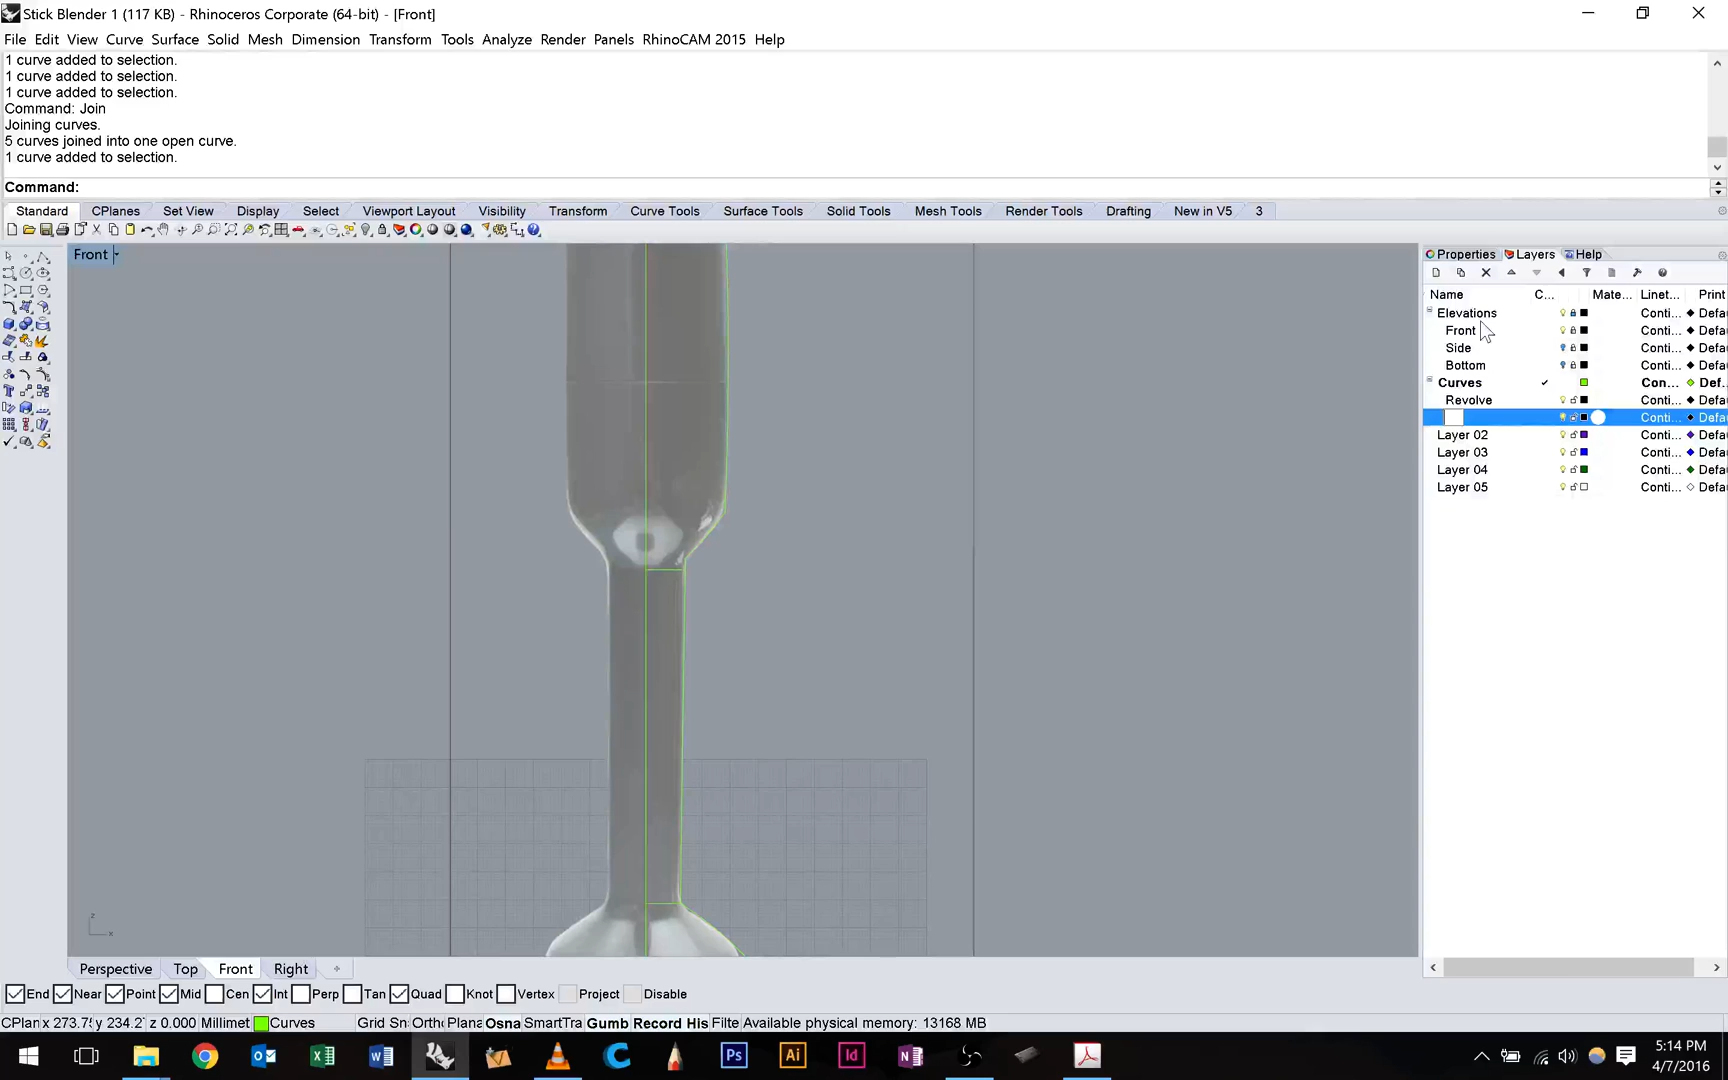 Stick Blender 1 (117 KB) - Rhinoceros Corporate (64-bit) - [Front]
File Edit View Curve Surface Solid Mesh Dimension Transform Tools Analyze Render Panels RhinoCAM 2015 Help
1 curve added to selection.
1 curve added to selection.
1 curve added to selection.
Command: Join
Joining curves.
5 curves joined into one open curve.
1 curve added to selection.
Command:
Standard CPlanes Set View Display Select Viewport Layout Visibility Transform Curve Tools Surface Tools Solid Tools Mesh Tools Render Tools Drafting New in V5 3
Front
Properties Layers Help
Name C... Mate... Linet... Print
Elevations Conti... Defa
Front Conti... Defa
Side Conti... Defa
Bottom Conti... Defa
Curves Con... Def...
Revolve Conti... Defa
Conti... Defa
Layer 02 Conti... Defa
Layer 03 Conti... Defa
Layer 04 Conti... Defa
Layer 05 Conti... Defa
z
x
Perspective Top Front Right
End Near Point Mid Cen Int Perp Tan Quad Knot Vertex Project Disable
CPlan x 273.7 y 234.2 z 0.000 Millimet Curves Grid Sn Ortho Plana Osna SmartTra Gumb Record His Filte Available physical memory: 13168 MB
Ps Ai Id
5:14 PM
4/7/2016